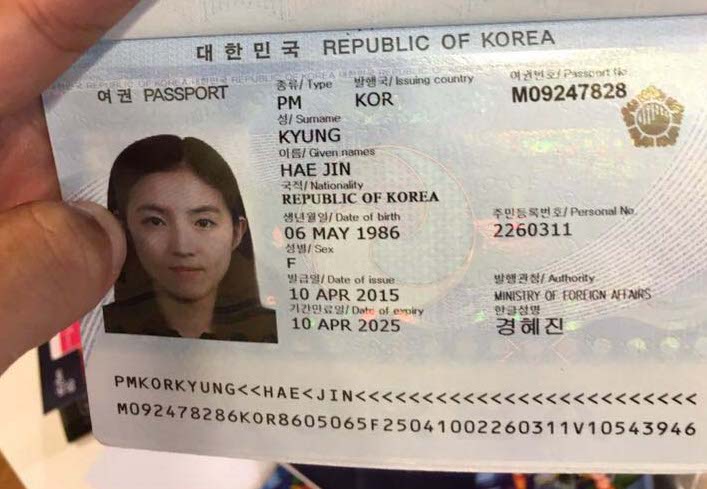 대한민국 REPUBLIC OF KOREA
여권 PASSPORT
종류/ Type 발행국/ Issuing country 여권번호/ Passport No
PM KOR M09247828
성/ Surname
KYUNG
이름/ Given names
HAE JIN
국적/ Nationality
REPUBLIC OF KOREA
생년월일/ Date of birth 주민등록번호/ Personal No.
06 MAY 1986 2260311
성별/ Sex
F
발급일/ Date of issue 발행관청/ Authority
10 APR 2015 MINISTRY OF FOREIGN AFFAIRS
기간만료일/ Date of expiry 한글성명
10 APR 2025 경혜진
PMKORKYUNG<<HAE<JIN<<<<<<<<<<<<<<<<<<<<<<<<<
M092478286KOR8605065F25041002260311V10543946